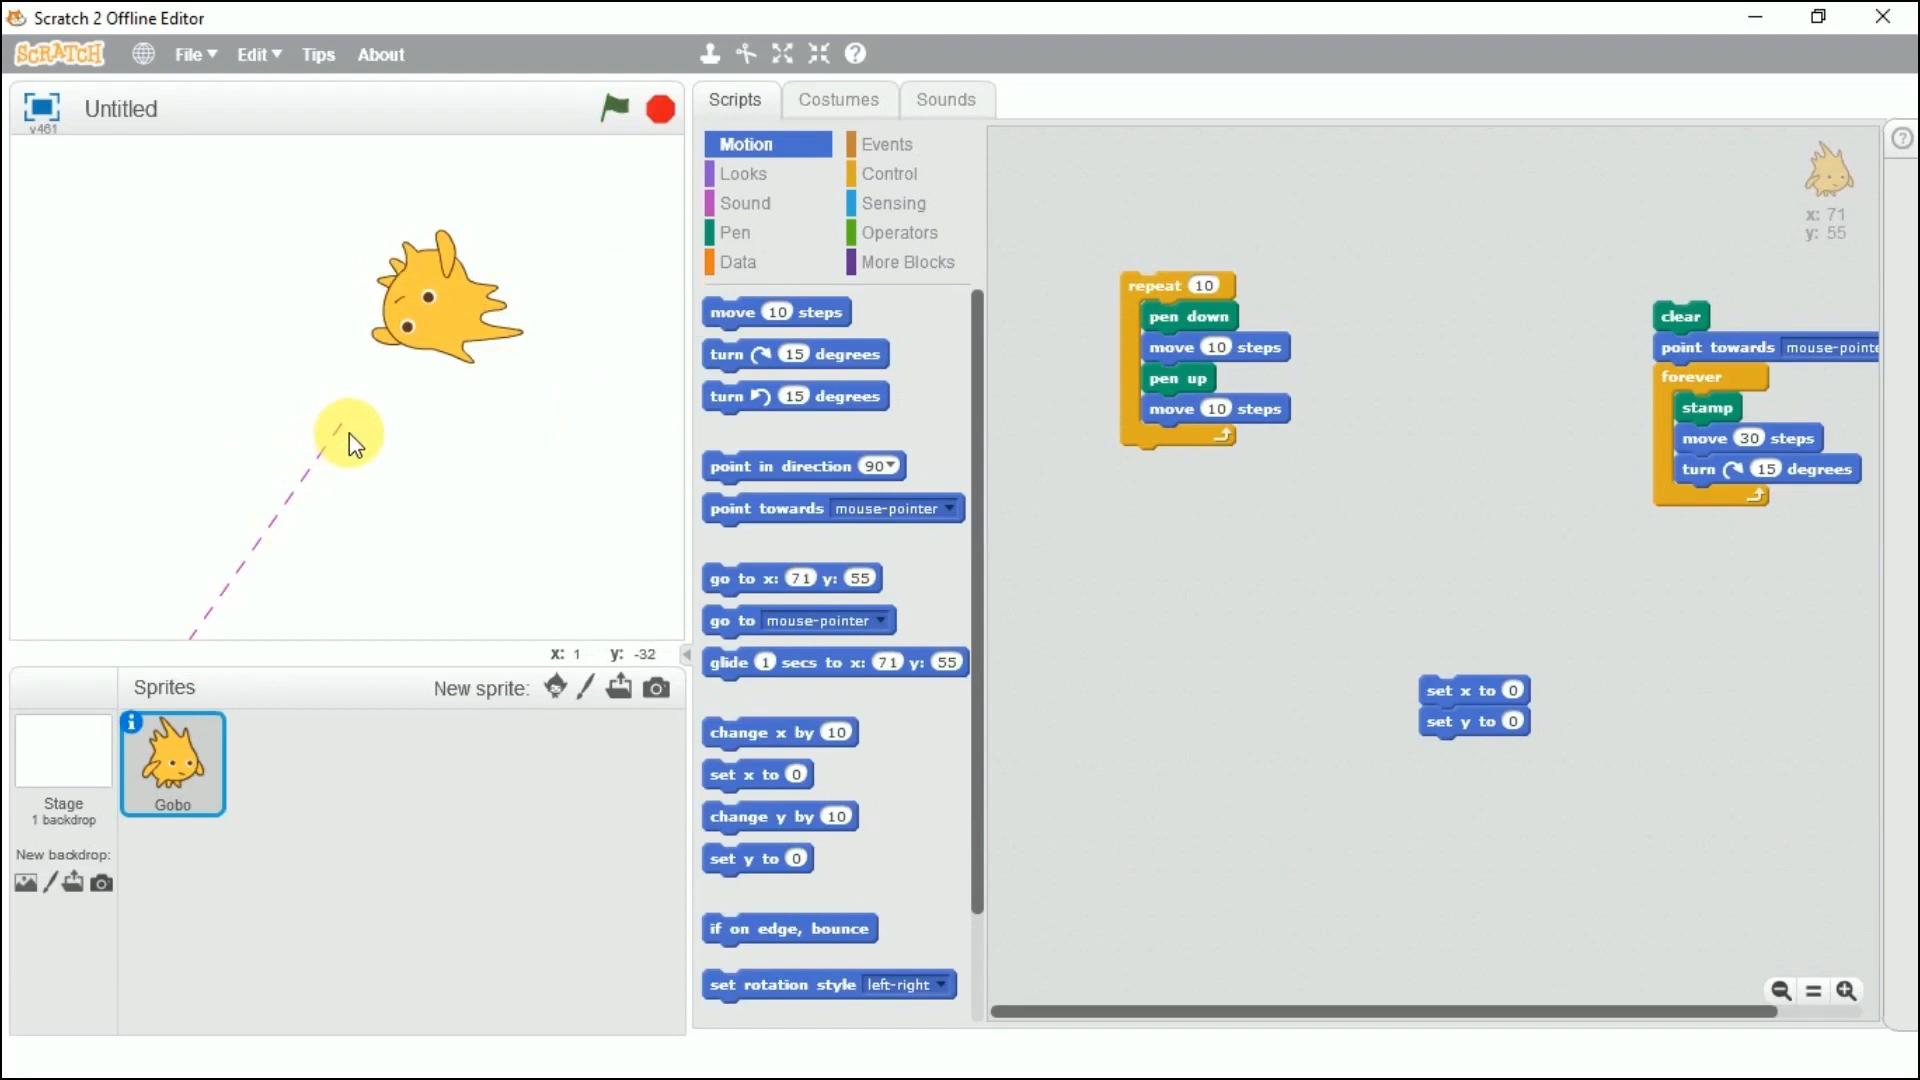 Scratch 2 Offline Editor
SCRATCH File Edit Tips About
v461 Untitled
Scripts Costumes Sounds
Motion Events
Looks Control
Sound Sensing
Pen Operators
Data More Blocks
move 10 steps
turn 15 degrees
turn 15 degrees
point in direction 90
point towards mouse-pointer
go to x: 71 y: 55
go to mouse-pointer
glide 1 secs to x: 71 y: 55
change x by 10
set x to 0
change y by 10
set y to 0
if on edge, bounce
set rotation style left-right
repeat 10
pen down
move 10 steps
pen up
move 10 steps
clear
point towards mouse-pointe
forever
stamp
move 30 steps
turn 15 degrees
set x to 0
set y to 0
x: 71
y: 55
x: 1 y: -32
Sprites New sprite:
Gobo
Stage
1 backdrop
New backdrop: